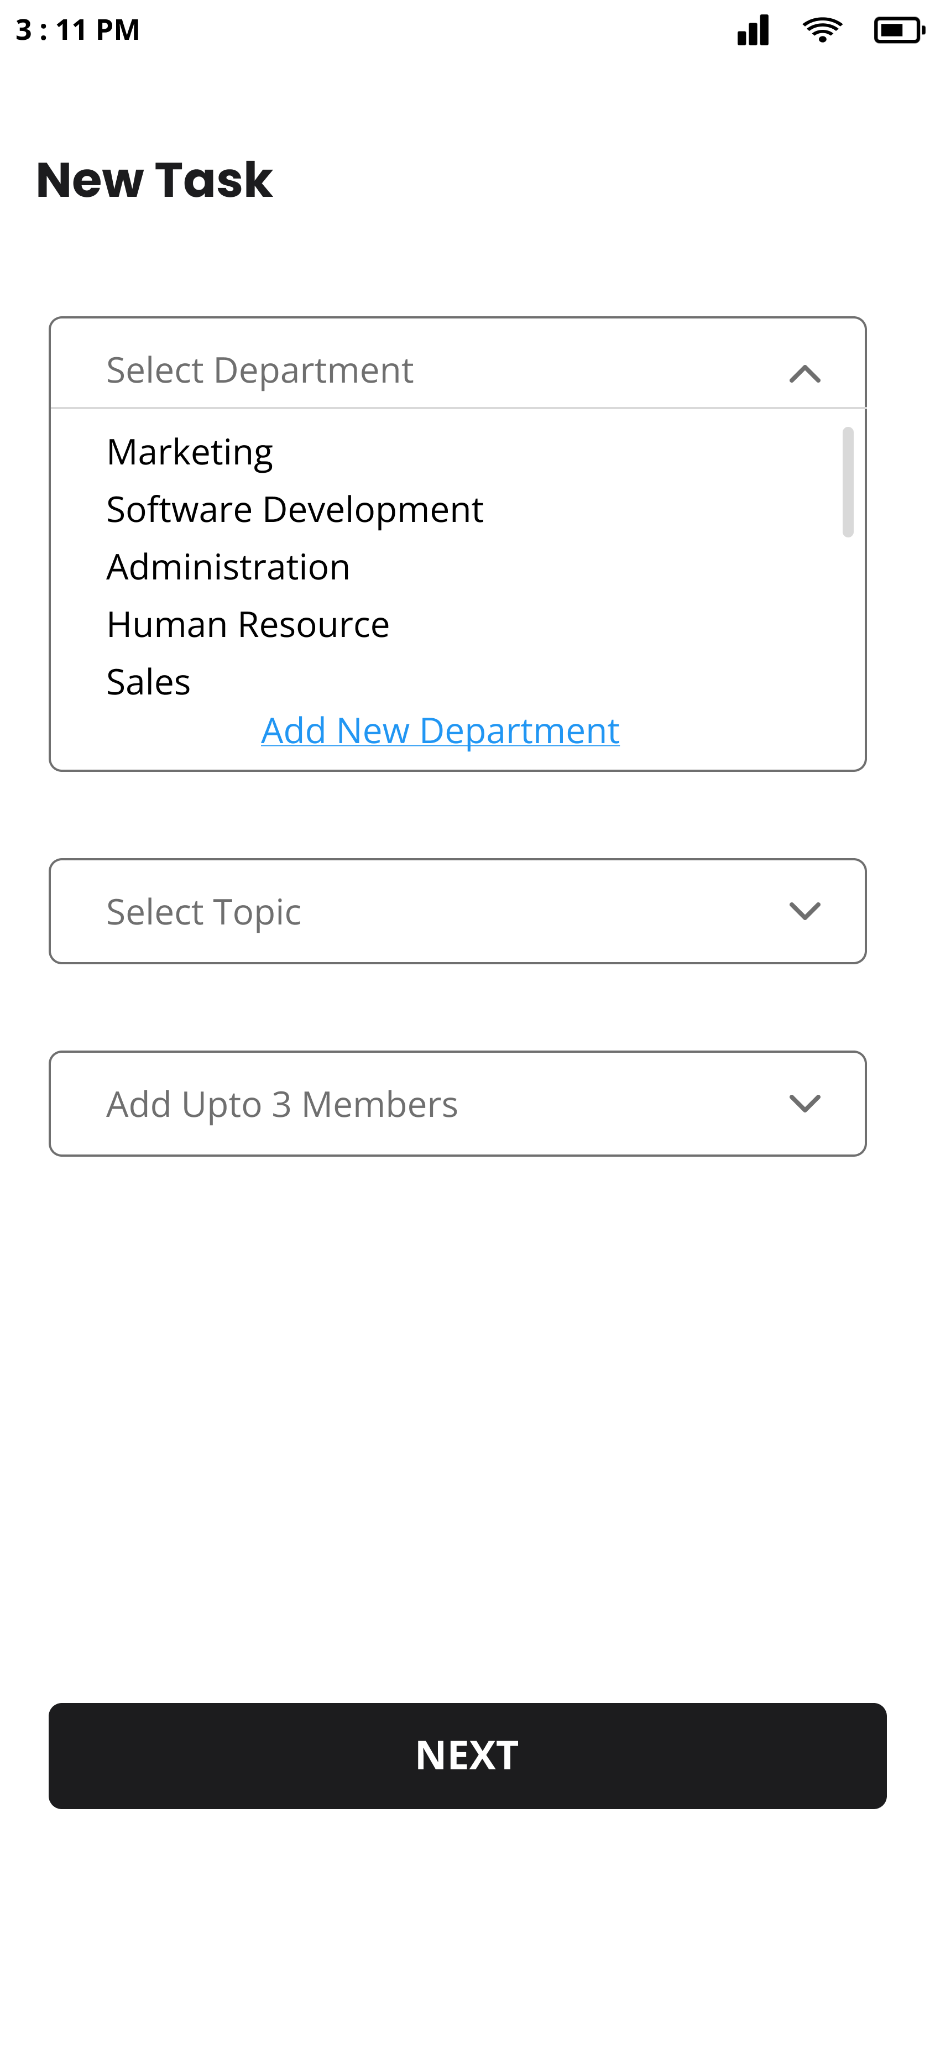 3 : 11 PM
New Task
Select Department
Marketing
Software Development
Administration
Human Resource
Sales
Add New Department
Select Topic
Add Upto 3 Members
NEXT